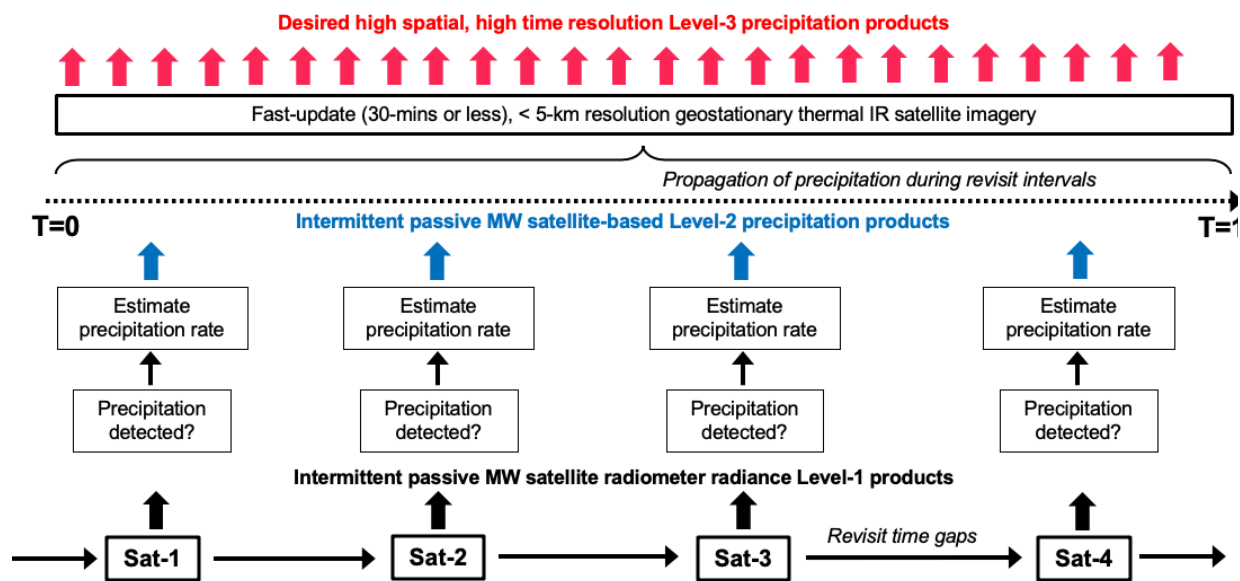 Desired high spatial, high time resolution Level-3 precipitation products
Fast-update (30-mins or less), < 5-km resolution geostationary thermal IR satellite imagery
Propagation of precipitation during revisit intervals
T=0
Intermittent passive MW satellite-based Level-2 precipitation products
T=1
Estimate
precipitation rate
Estimate
precipitation rate
Estimate
precipitation rate
Estimate
precipitation rate
Precipitation
detected?
Precipitation
detected?
Precipitation
detected?
Precipitation
detected?
Intermittent passive MW satellite radiometer radiance Level-1 products
Sat-1
Sat-2
Sat-3
Revisit time gaps
Sat-4